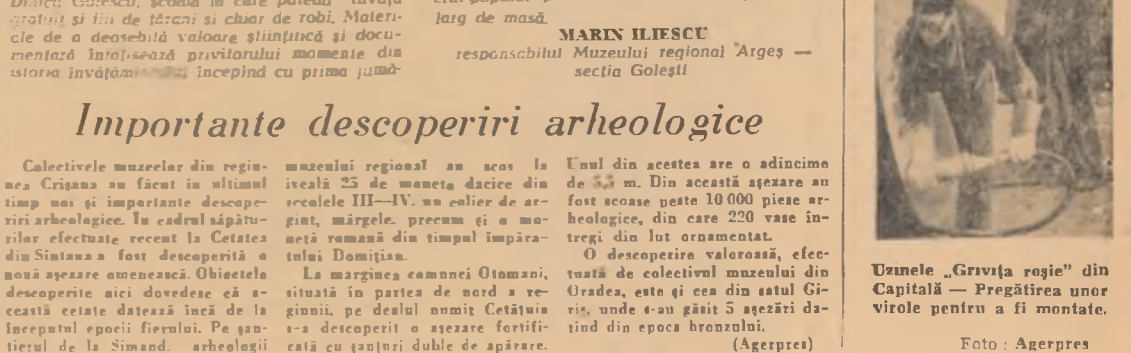 gratuit și fiii de țărani și chiar de robi. Materi-
cle de o deosebită valoare științifică și docu-
mentară înfățișează privitorului momente din
istoria începînd cu prima jumă-
larg de masă.
MARIN ILIESCU
responsabilul Muzeului regional Argeș —
secția Golești
Importante descoperiri arheologice
Colectivele muzeelor din regiu-
nea Crișana au făcut în ultimul
timp noi și importante descope-
riri arheologice. În cadrul săpătu-
rilor efectuate recent la Cetatea
din Sîntana a fost descoperită o
nouă așezare omenească. Obiectele
descoperite aici dovedesc că a-
ceastă cetate datează încă de la
începutul epocii fierului. Pe șan-
tierul de la Simand, arheologii
muzeului regional au scos la
iveală 25 de monete dacice din
secolele III—IV, un colier de ar-
gint, mărgele, precum și o mo-
netă romană din timpul împăra-
tului Domițian.
La marginea comunei Otomani,
situată în partea de nord a re-
giunii, pe dealul numit Cetățuia
s-a descoperit o așezare fortifi-
cată cu șanțuri duble de apărare.
Unul din acestea are o adîncime
de m. Din această așezare au
fost scoase peste 10 000 piese ar-
heologice, din care 220 vase în-
tregi din lut ornamentat.
O descoperire valoroasă, efec-
tuată de colectivul muzeului din
Oradea, este și cea din satul Gi-
riș, unde s-au găsit 5 așezări da-
tînd din epoca bronzului.
(Agerpres)
Uzinele „Grivița roșie” din
Capitală — Pregătirea unor
virole pentru a fi montate.
Foto : Agerpres